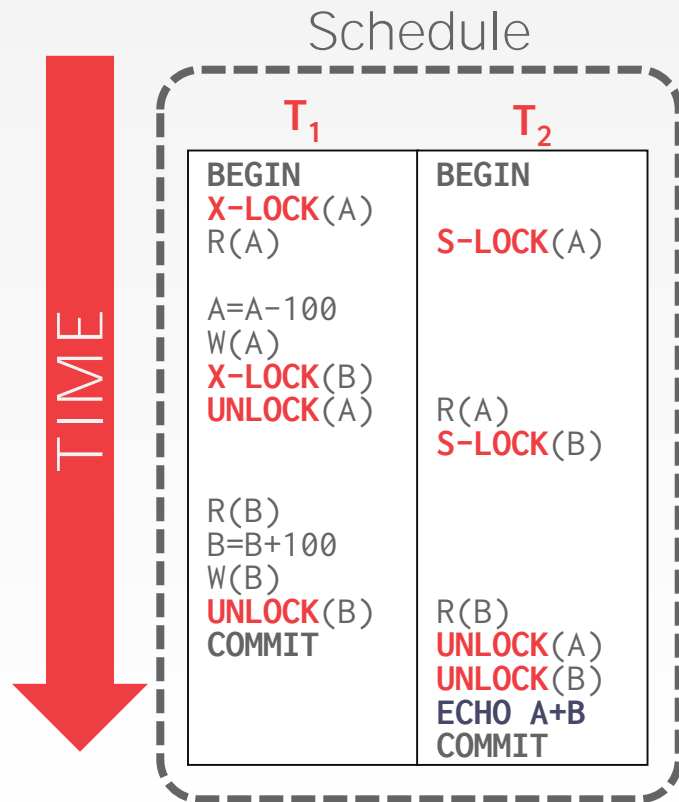 Schedule
TIME
T₁ T₂
BEGIN BEGIN
X-LOCK(A)
R(A) S-LOCK(A)
A=A-100
W(A)
X-LOCK(B)
UNLOCK(A) R(A)
S-LOCK(B)
R(B)
B=B+100
W(B)
UNLOCK(B) R(B)
COMMIT UNLOCK(A)
UNLOCK(B)
ECHO A+B
COMMIT